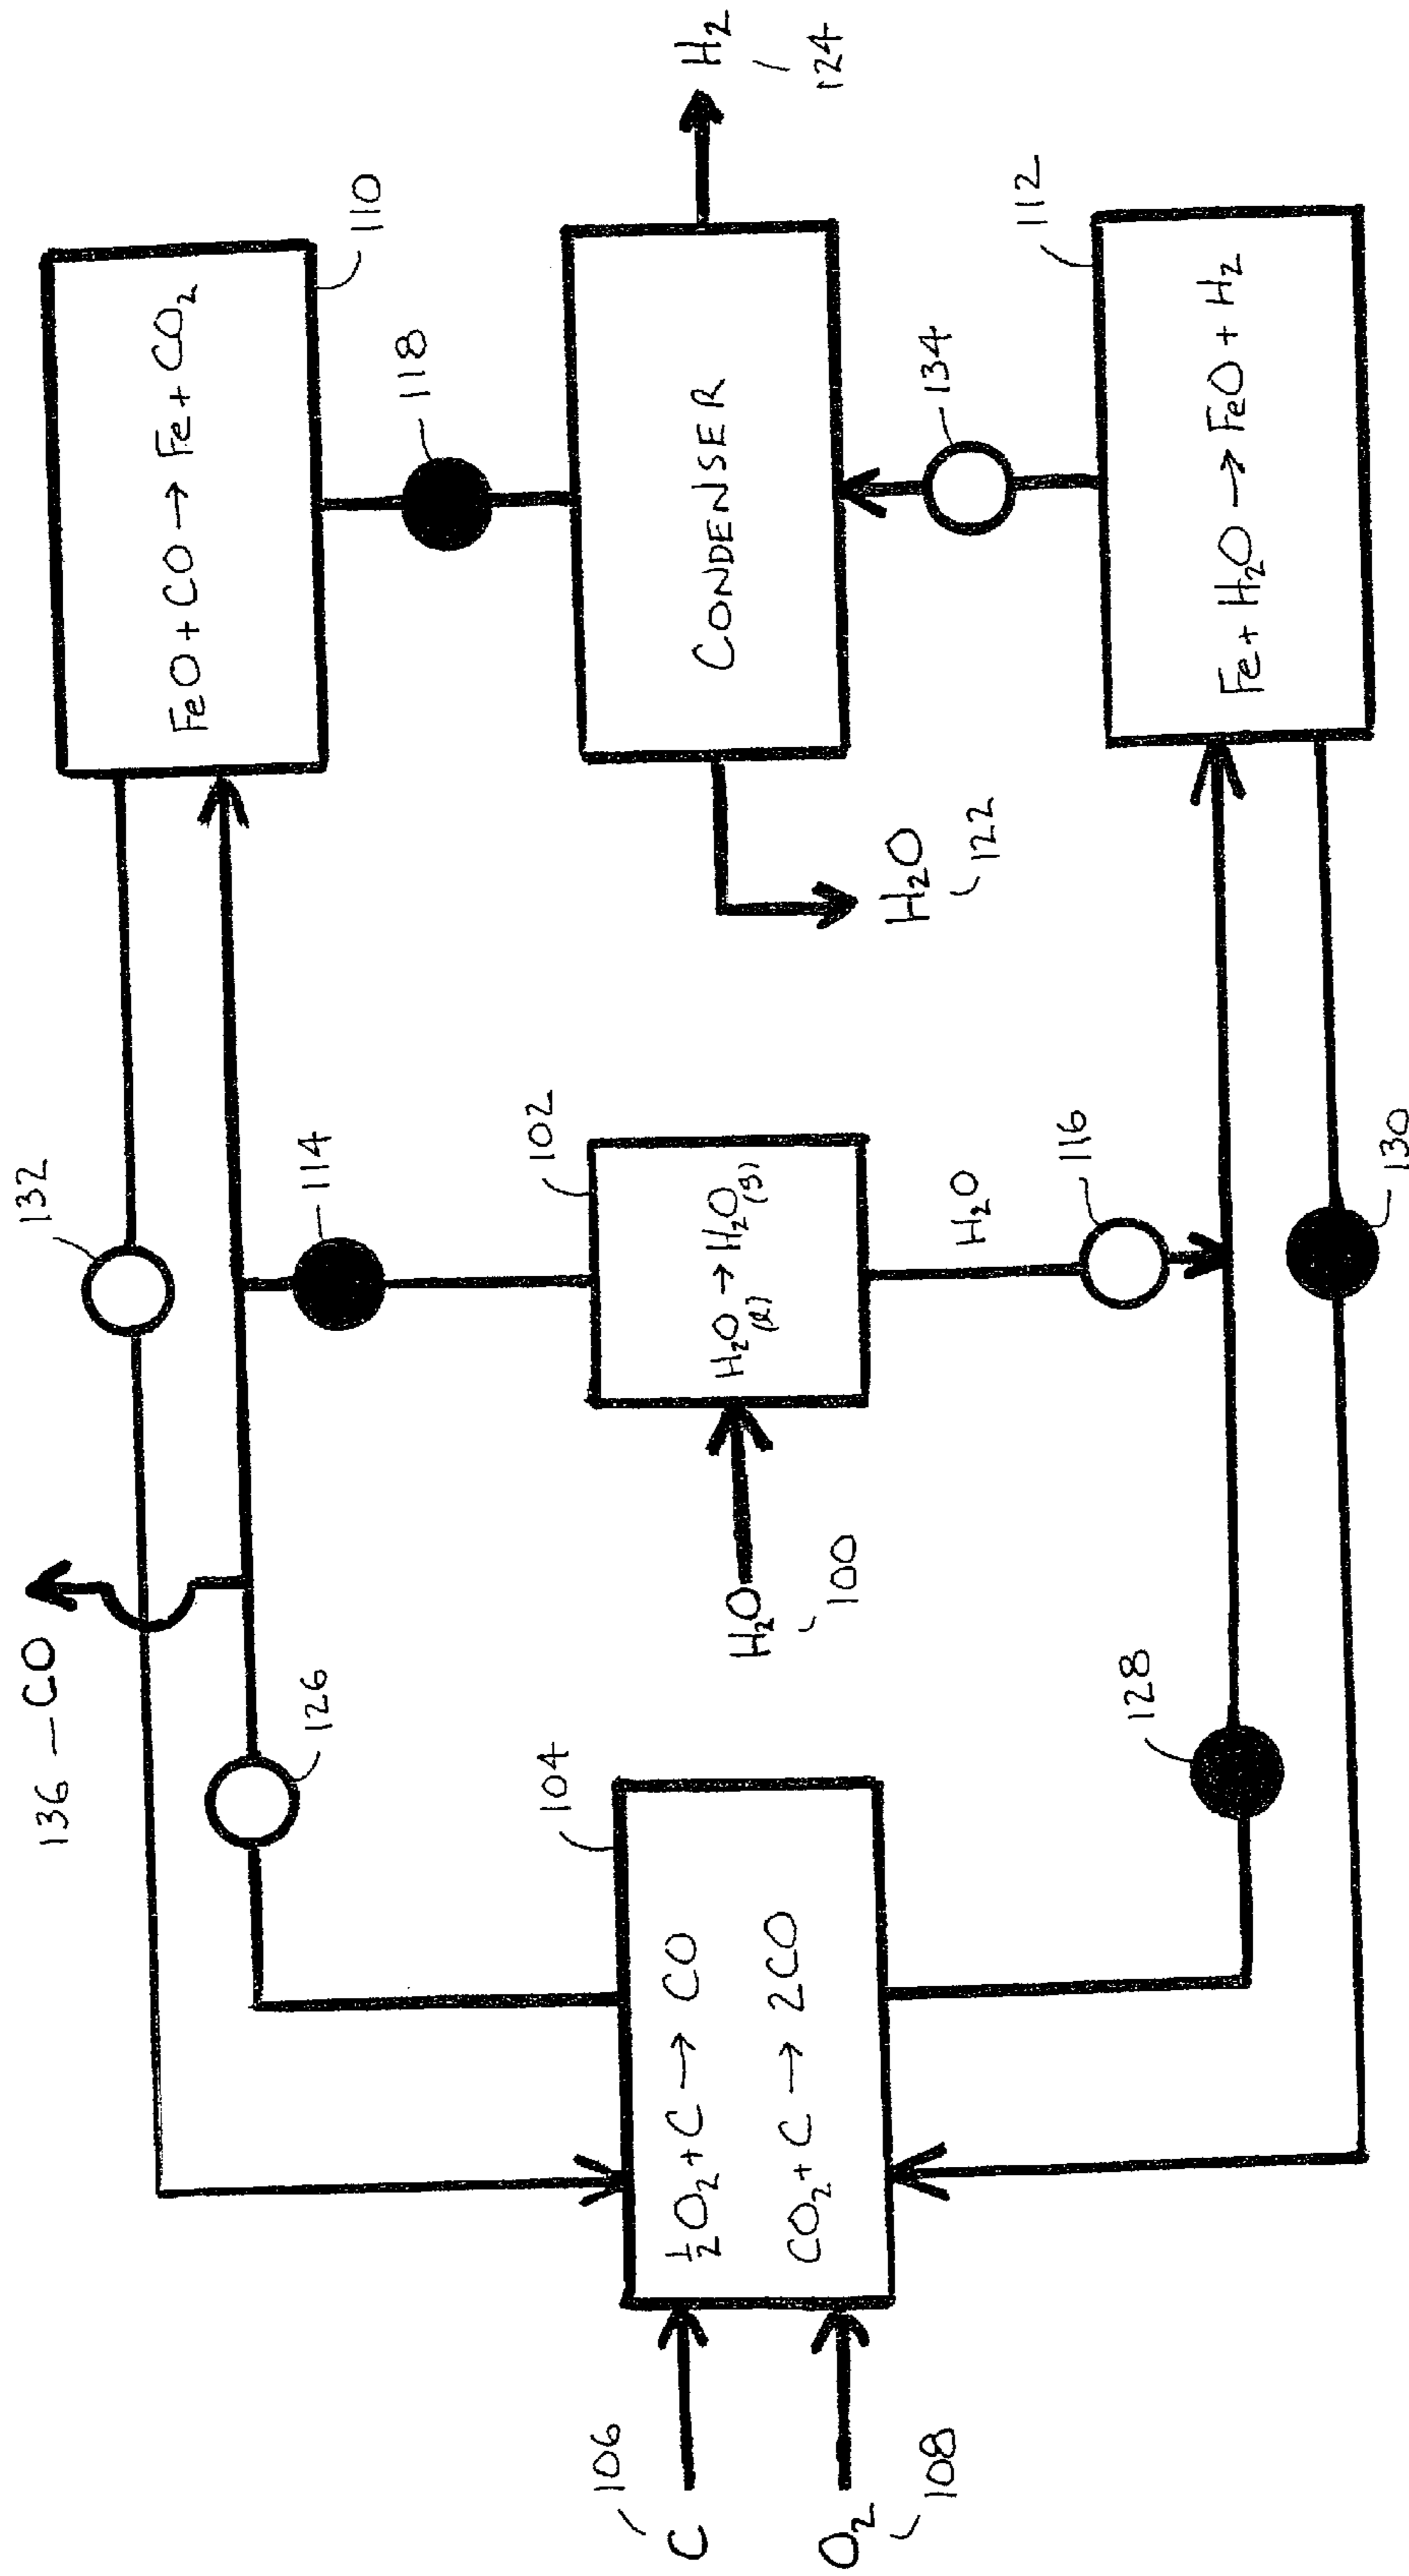 136 — CO
132
FeO + CO → Fe + CO₂
110
126
114
118
C
106
O₂
108
104
½O₂ + C → CO
CO₂ + C → 2CO
H₂O
100
102
H₂O → H₂O
(l) (g)
H₂O
116
CONDENSER
H₂
124
H₂O
122
134
128
112
Fe + H₂O → FeO + H₂
130